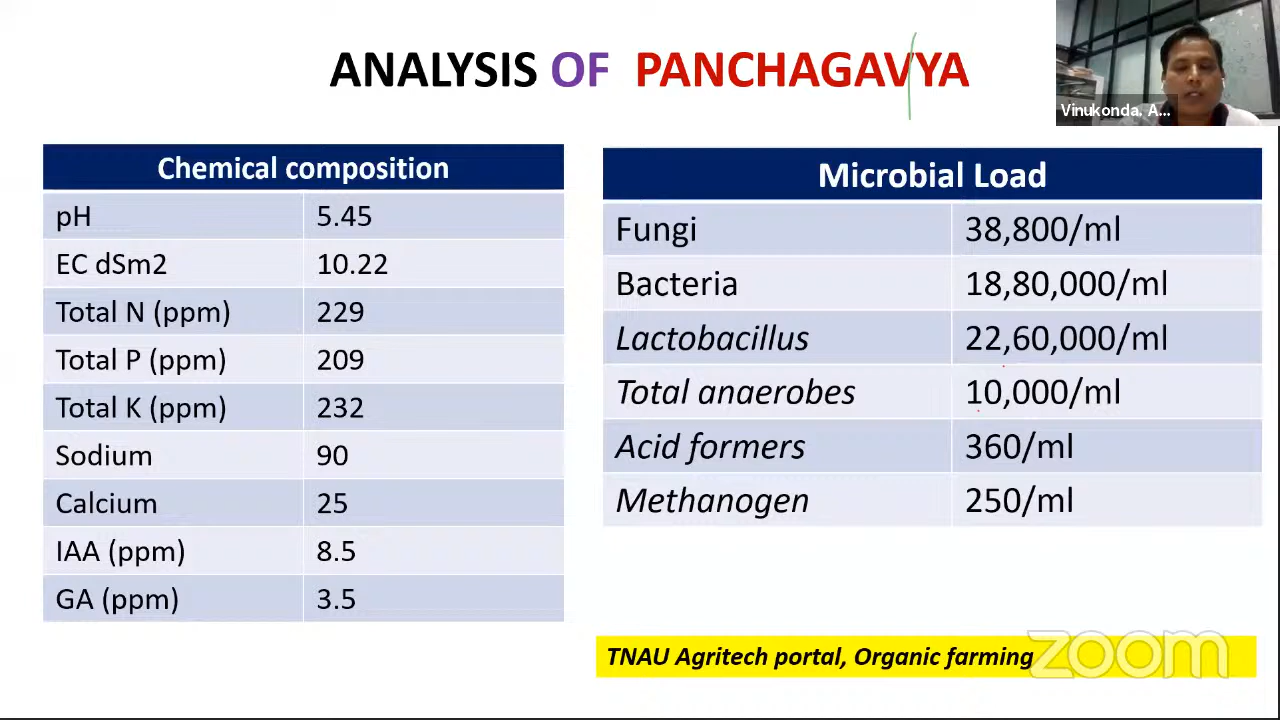 ANALYSIS OF PANCHAGAVYA
Vinukonda, A...
Chemical composition
pH 5.45
EC dSm2 10.22
Total N (ppm) 229
Total P (ppm) 209
Total K (ppm) 232
Sodium 90
Calcium 25
IAA (ppm) 8.5
GA (ppm) 3.5
Microbial Load
Fungi 38,800/ml
Bacteria 18,80,000/ml
Lactobacillus 22,60,000/ml
Total anaerobes 10,000/ml
Acid formers 360/ml
Methanogen 250/ml
TNAU Agritech portal, Organic farming
zoom